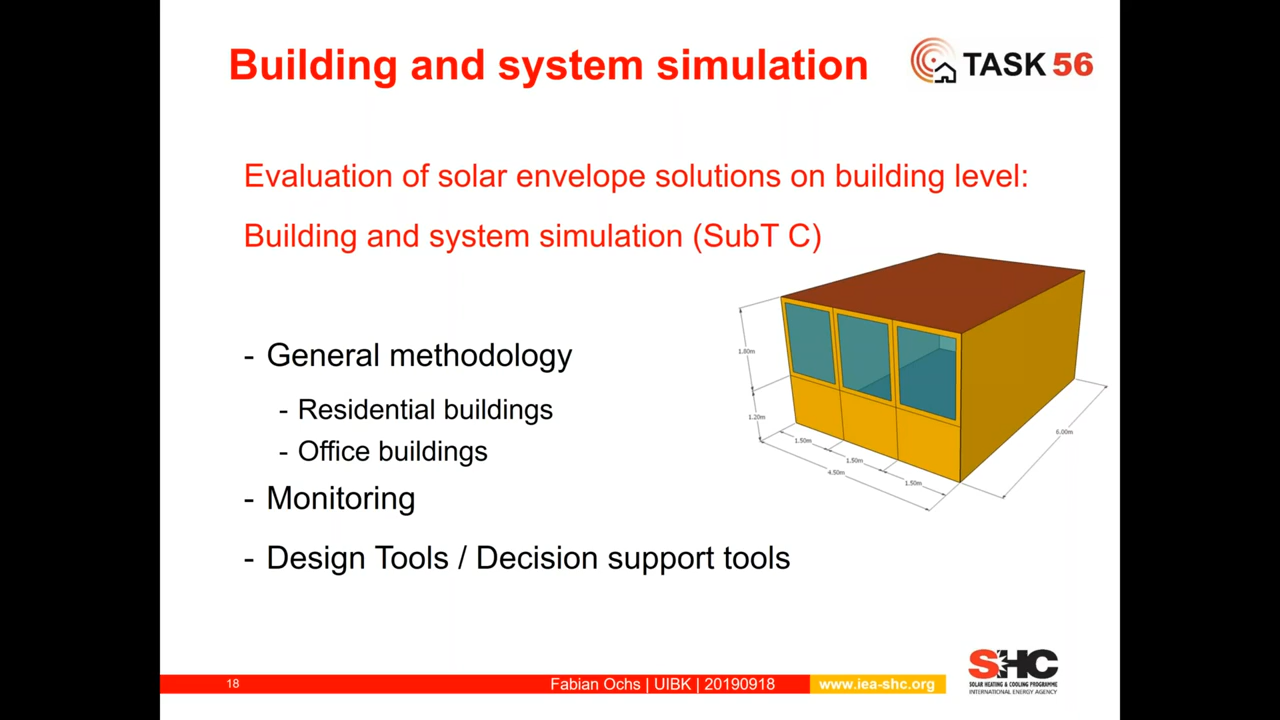 Building and system simulation
TASK 56
Evaluation of solar envelope solutions on building level:
Building and system simulation (SubT C)
- General methodology
- Residential buildings
- Office buildings
- Monitoring
- Design Tools / Decision support tools
1.80m
1.20m
1.50m
1.50m
4.50m
1.50m
6.00m
18
Fabian Ochs | UIBK | 20190918
www.iea-shc.org
SHC
SOLAR HEATING & COOLING PROGRAMME
INTERNATIONAL ENERGY AGENCY